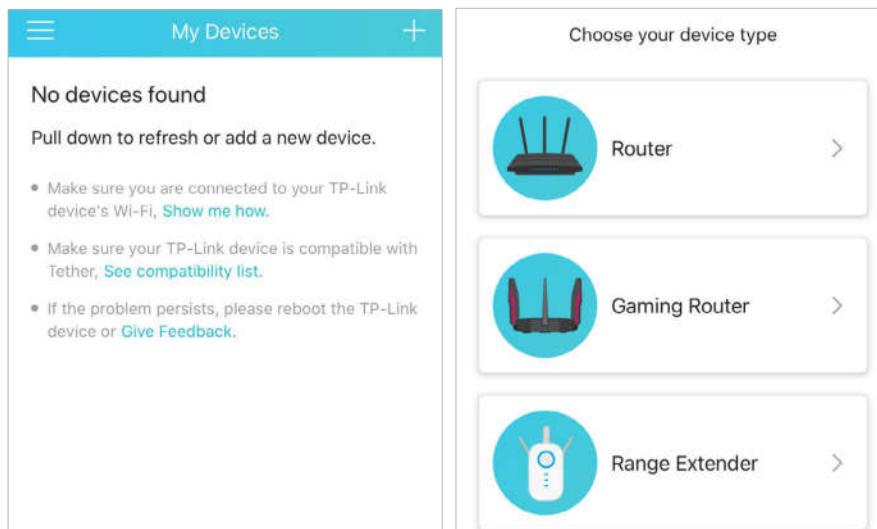 My Devices
No devices found
Pull down to refresh or add a new device.
Make sure you are connected to your TP-Link
device's Wi-Fi, Show me how.
Make sure your TP-Link device is compatible with
Tether, See compatibility list.
If the problem persists, please reboot the TP-Link
device or Give Feedback.
Choose your device type
Router
Gaming Router
Range Extender